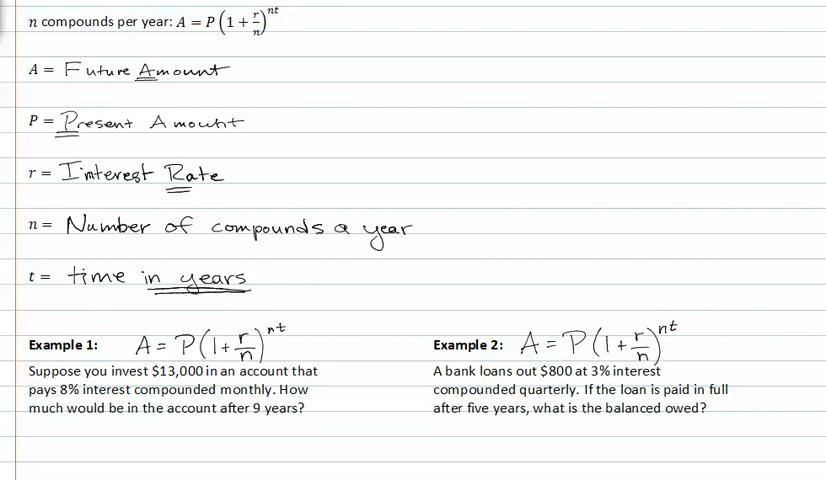 n compounds per year: A = P(1 + r/n)^nt
A = Future Amount
P = Present Amount
r = Interest Rate
n = Number of compounds a year
t = time in years
Example 1: A = P(1 + r/n)^nt
Suppose you invest $13,000 in an account that
pays 8% interest compounded monthly. How
much would be in the account after 9 years?
Example 2: A = P(1 + r/n)^nt
A bank loans out $800 at 3% interest
compounded quarterly. If the loan is paid in full
after five years, what is the balanced owed?